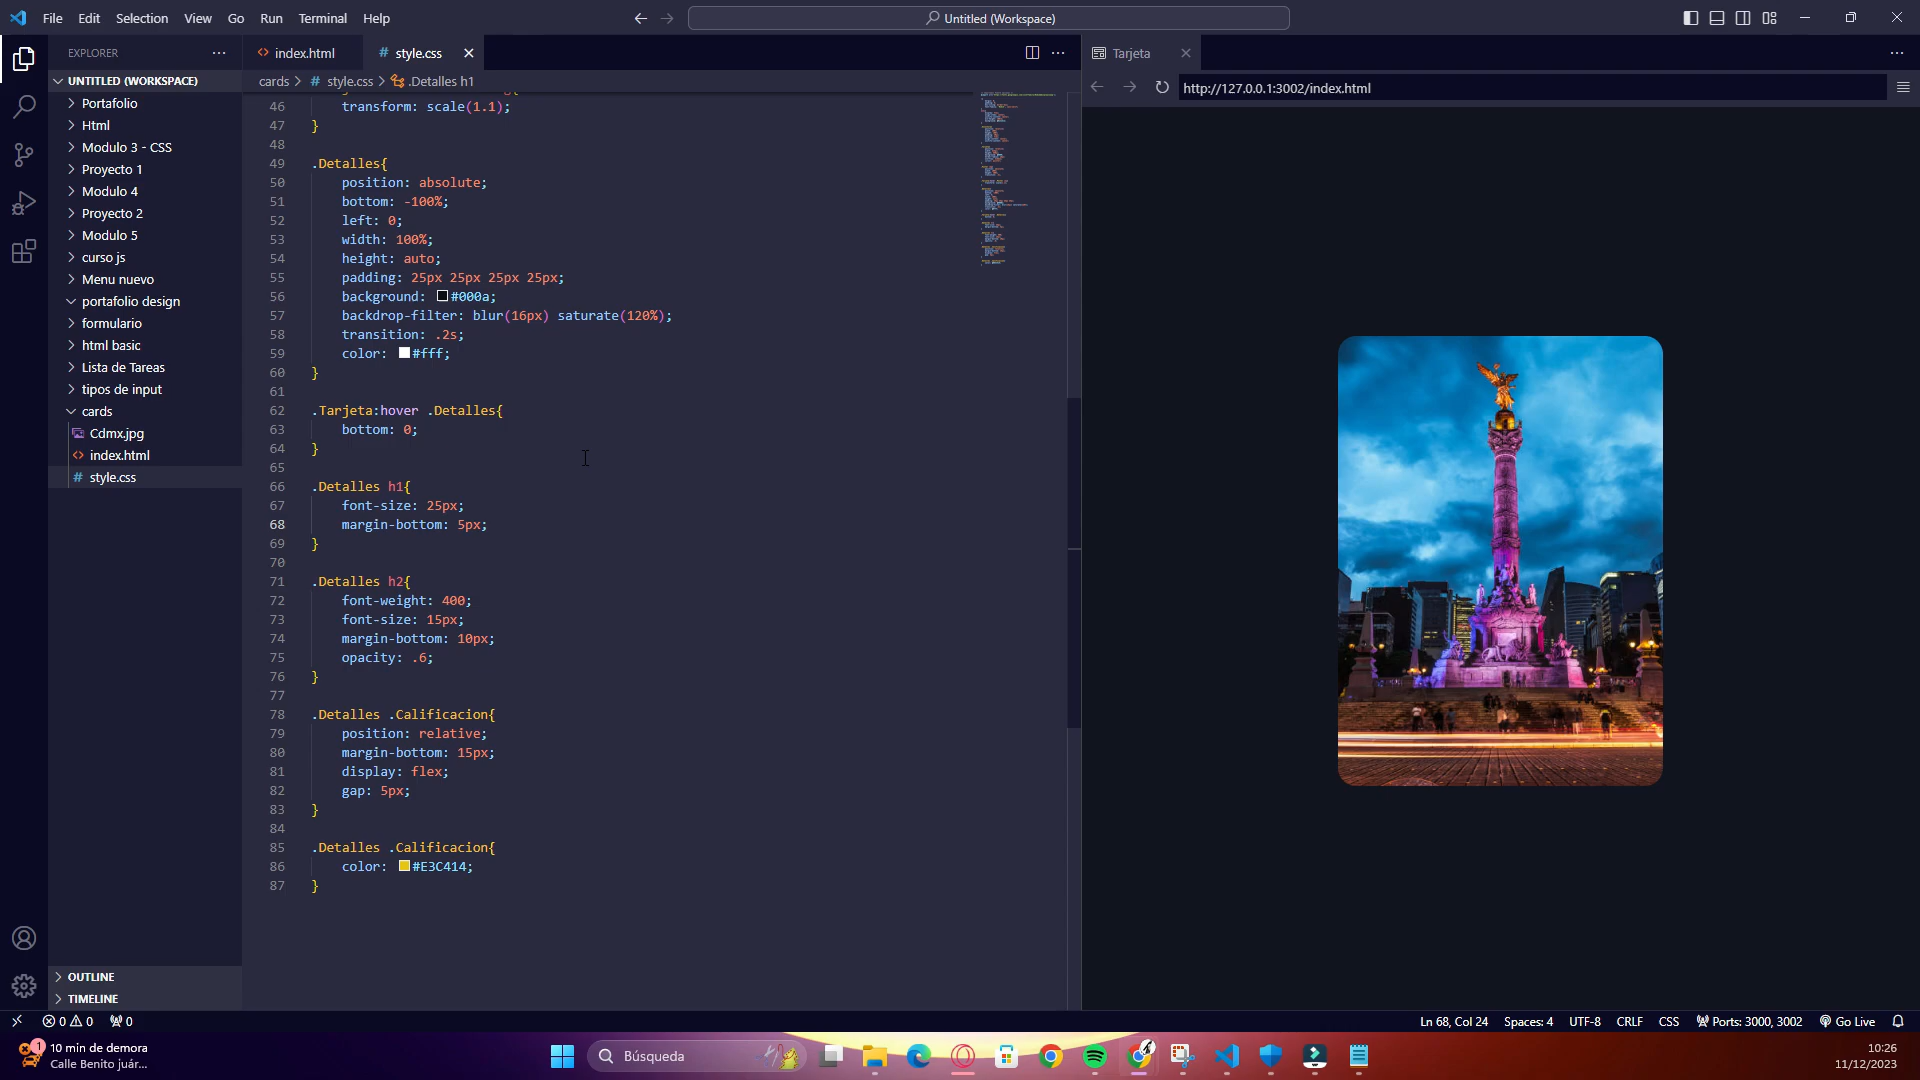 File Edit Selection View Go Run Terminal Help
Untitled (Workspace)
EXPLORER
UNTITLED (WORKSPACE)
Portafolio
Html
Modulo 3 - CSS
Proyecto 1
Modulo 4
Proyecto 2
Modulo 5
curso js
Menu nuevo
portafolio design
formulario
html basic
Lista de Tareas
tipos de input
cards
Cdmx.jpg
index.html
style.css
OUTLINE
TIMELINE
index.html
style.css
cards > # style.css > .Detalles h1
46 transform: scale(1.1);
47 }
48
49 .Detalles{
50 position: absolute;
51 bottom: -100%;
52 left: 0;
53 width: 100%;
54 height: auto;
55 padding: 25px 25px 25px 25px;
56 background: #000a;
57 backdrop-filter: blur(16px) saturate(120%);
58 transition: .2s;
59 color: #fff;
60 }
61
62 .Tarjeta:hover .Detalles{
63 bottom: 0;
64 }
65
66 .Detalles h1{
67 font-size: 25px;
68 margin-bottom: 5px;
69 }
70
71 .Detalles h2{
72 font-weight: 400;
73 font-size: 15px;
74 margin-bottom: 10px;
75 opacity: .6;
76 }
77
78 .Detalles .Calificacion{
79 position: relative;
80 margin-bottom: 15px;
81 display: flex;
82 gap: 5px;
83 }
84
85 .Detalles .Calificacion{
86 color: #E3C414;
87 }
Tarjeta
http://127.0.0.1:3002/index.html
0 0 0
Ln 68, Col 24 Spaces: 4 UTF-8 CRLF CSS Ports: 3000, 3002 Go Live
1
10 min de demora
Calle Benito juár...
Búsqueda
10:26
11/12/2023